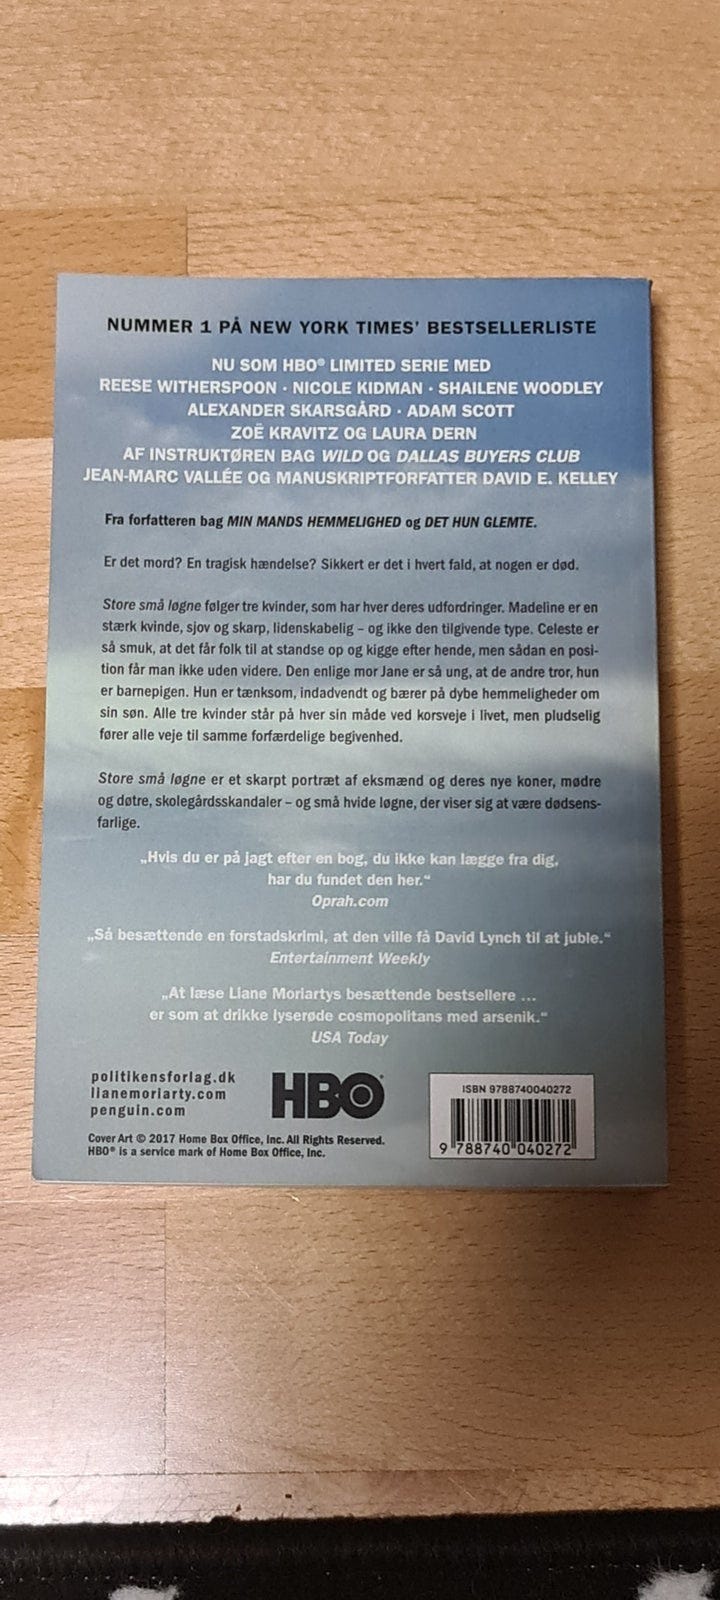 NUMMER 1 PÅ NEW YORK TIMES’ BESTSELLERLISTE
NU SOM HBO® LIMITED SERIE MED
REESE WITHERSPOON · NICOLE KIDMAN · SHAILENE WOODLEY
ALEXANDER SKARSGÅRD · ADAM SCOTT
ZOË KRAVITZ OG LAURA DERN
AF INSTRUKTØREN BAG WILD OG DALLAS BUYERS CLUB
JEAN-MARC VALLÉE OG MANUSKRIPTFORFATTER DAVID E. KELLEY
Fra forfatteren bag MIN MANDS HEMMELIGHED og DET HUN GLEMTE.
Er det mord? En tragisk hændelse? Sikkert er det i hvert fald, at nogen er død.
Store små løgne følger tre kvinder, som har hver deres udfordringer. Madeline er en
stærk kvinde, sjov og skarp, lidenskabelig – og ikke den tilgivende type. Celeste er
så smuk, at det får folk til at standse op og kigge efter hende, men sådan en posi-
tion får man ikke uden videre. Den enlige mor Jane er så ung, at de andre tror, hun
er barnepigen. Hun er tænksom, indadvendt og bærer på dybe hemmeligheder om
sin søn. Alle tre kvinder står på hver sin måde ved korsveje i livet, men pludselig
fører alle veje til samme forfærdelige begivenhed.
Store små løgne er et skarpt portræt af eksmænd og deres nye koner, mødre
og døtre, skolegårdsskandaler – og små hvide løgne, der viser sig at være dødsens-
farlige.
„Hvis du er på jagt efter en bog, du ikke kan lægge fra dig,
har du fundet den her.“
Oprah.com
„Så besættende en forstadskrimi, at den ville få David Lynch til at juble.“
Entertainment Weekly
„At læse Liane Moriartys besættende bestsellere ...
er som at drikke lyserøde cosmopolitans med arsenik.“
USA Today
politikensforlag.dk
lianemoriarty.com
penguin.com
HBO®
ISBN 9788740040272
9 788740 040272
Cover Art © 2017 Home Box Office, Inc. All Rights Reserved.
HBO® is a service mark of Home Box Office, Inc.